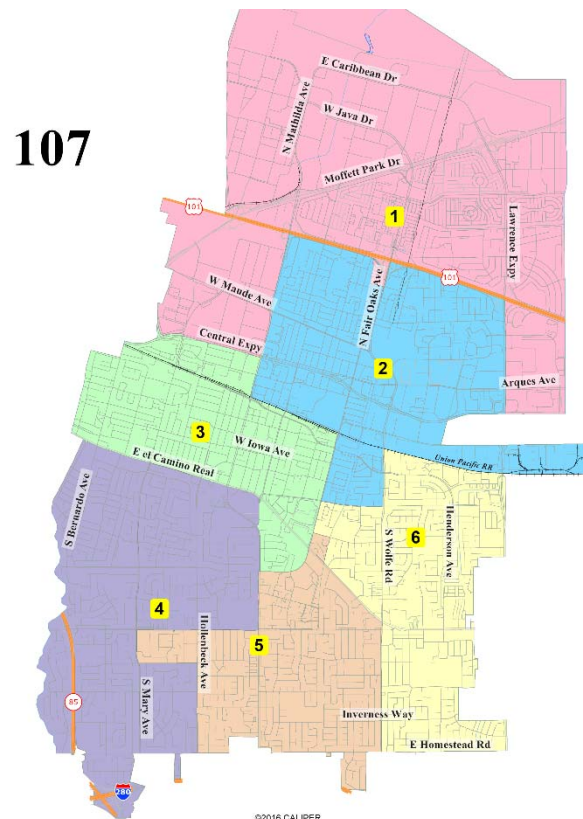 107
E Caribbean Dr
N Mathilda Ave
W Java Dr
Moffett Park Dr
101
1
Lawrence Expy
101
W Maude Ave
N Fair Oaks Ave
Central Expy
2
Arques Ave
3
W Iowa Ave
E el Camino Real
Union Pacific RR
S Bernardo Ave
6
S Wolfe Rd
Henderson Ave
4
Hollenbeck Ave
5
85
S Mary Ave
Inverness Way
E Homestead Rd
280
©2016 CALIPER